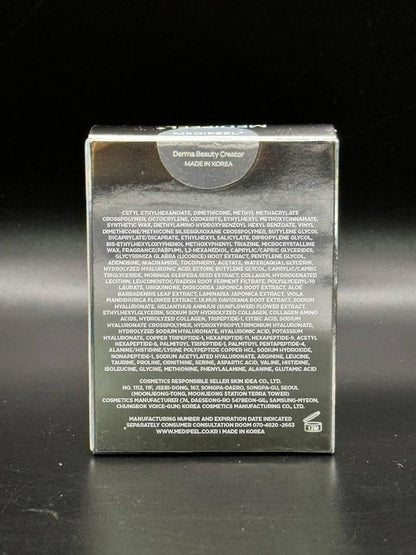 MEDIPEEL+
Derma Beauty Creator
MADE IN KOREA
CETYL ETHYLHEXANOATE, DIMETHICONE, METHYL METHACRYLATE
CROSSPOLYMER, OCTOCRYLENE, OZOKERITE, ETHYLHEXYL METHOXYCINNAMATE,
SYNTHETIC WAX, DIETHYLAMINO HYDROXYBENZOYL HEXYL BENZOATE, VINYL
DIMETHICONE/METHICONE SILSESQUIOXANE CROSSPOLYMER, BUTYLENE GLYCOL
DICAPRYLATE/DICAPRATE, ETHYLHEXYL SALICYLATE, DIPROPYLENE GLYCOL,
BIS-ETHYLHEXYLOXYPHENOL METHOXYPHENYL TRIAZINE, MICROCRYSTALLINE
WAX, FRAGRANCE(PARFUM), 1,2-HEXANEDIOL, CAPRYLIC/CAPRIC GLYCERIDES,
GLYCYRRHIZA GLABRA (LICORICE) ROOT EXTRACT, PENTYLENE GLYCOL,
ADENOSINE, NIACINAMIDE, TOCOPHERYL ACETATE, WATER(AQUA), GLYCERIN,
HYDROLYZED HYALURONIC ACID, ECTOIN, BUTYLENE GLYCOL, CAPRYLIC/CAPRIC
TRIGLYCERIDE, MORINGA OLEIFERA SEED EXTRACT, COLLAGEN, HYDROGENATED
LECITHIN, LEUCONOSTOC/RADISH ROOT FERMENT FILTRATE, POLYGLYCERYL-10
LAURATE, UBIQUINONE, DIOSCOREA JAPONICA ROOT EXTRACT, ALOE
BARBADENSIS LEAF EXTRACT, LAMINARIA JAPONICA EXTRACT, VIOLA
MANDSHURICA FLOWER EXTRACT, ULMUS DAVIDIANA ROOT EXTRACT, SODIUM
HYALURONATE, HELIANTHUS ANNUUS (SUNFLOWER) FLOWER EXTRACT,
ETHYLHEXYLGLYCERIN, DISODIUM EDTA, HYDROLYZED COLLAGEN, COLLAGEN AMINO
ACIDS, HYDROLYZED COLLAGEN, TRIPEPTIDE-1, CITRIC ACID, SODIUM
HYALURONATE CROSSPOLYMER, HYDROXYPROPYLTRIMONIUM HYALURONATE,
HYDROLYZED SODIUM HYALURONATE, HYALURONIC ACID, POTASSIUM
HYALURONATE, COPPER TRIPEPTIDE-1, HEXAPEPTIDE-11, HEXAPEPTIDE-9, ACETYL
HEXAPEPTIDE-8, PALMITOYL TRIPEPTIDE-1, PALMITOYL PENTAPEPTIDE-4,
ALANINE/HISTIDINE/LYSINE POLYPEPTIDE COPPER HCL, SODIUM HYDROXIDE,
NONAPEPTIDE-1, SODIUM ACETYLATED HYALURONATE, ARGININE, LEUCINE,
TAURINE, PROLINE, ORNITHINE, SERINE, ASPARTIC ACID, VALINE, HISTIDINE,
ISOLEUCINE, GLYCINE, METHIONINE, PHENYLALANINE, ALANINE, GLUTAMIC ACID
COSMETICS RESPONSIBLE SELLER SKIN IDEA CO., LTD.
NO. 1112, 11F, JEEB-DONG, 167, SONGPA-DAERO, SONGPA-GU, SEOUL
(MOONJEONG-TONG, MOONJEONG STATION TERRA TOWER)
COSMETICS MANUFACTURER (74, DAESEONG-RO 547BEON-GIL, SAMNYONG-MYEON,
CHUNGBOK VOICE-GUN) KOREA COSMETICS MANUFACTURING CO., LTD.
MANUFACTURING NUMBER AND EXPIRATION DATE INDICATED
SEPARATELY CONSUMER CONSULTATION ROOM 070-4820 -2663
WWW.MEDIPEEL.CO.KR I MADE IN KOREA
12M